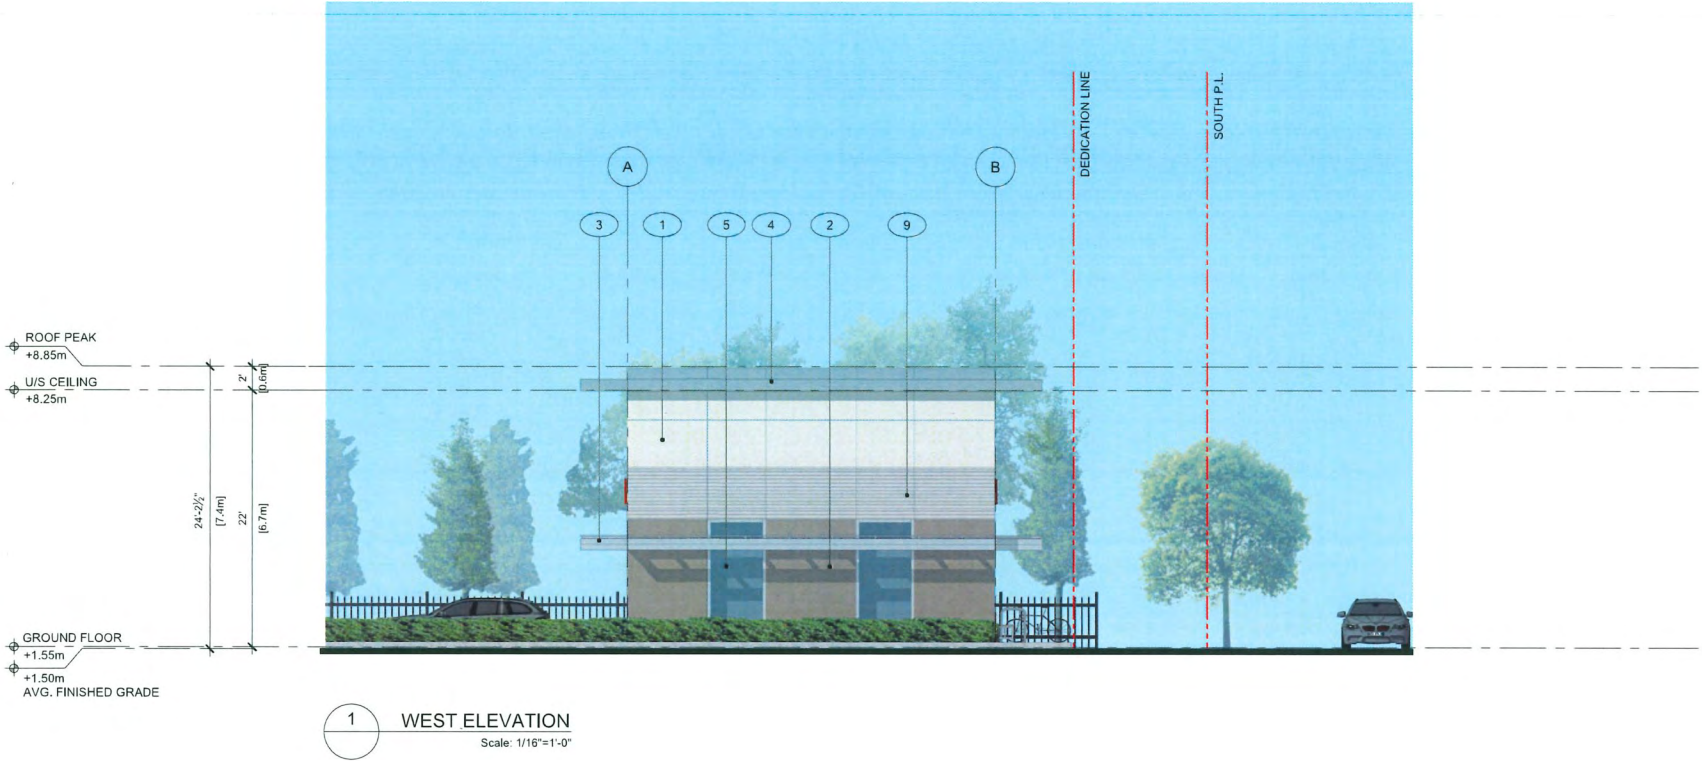 DEDICATION LINE
SOUTH P.L.
A
B
3
1
5
4
2
9
ROOF PEAK
+8.85m
U/S CEILING
+8.25m
2'
[0.6m]
24'-2½"
[7.4m]
22'
[6.7m]
GROUND FLOOR
+1.55m
+1.50m
AVG. FINISHED GRADE
1
WEST ELEVATION
Scale: 1/16"=1'-0"